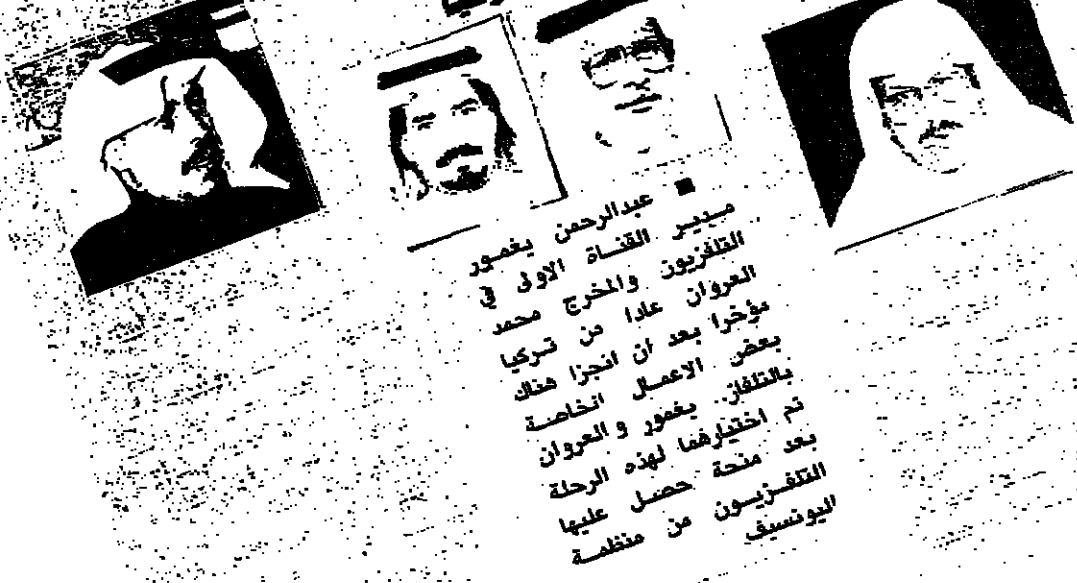 ■ عبدالرحمن يغمور
مدير القناة الاولى في
التلفزيون والمخرج محمد
العروان عادا من تركيا
مؤخرا بعد ان انجزا هناك
بعض الاعمال الخاصة
بالتلفاز.. يغمور والعروان
تم اختيارهما لهذه الرحلة
بعد منحة حصل عليها
التلفزيون من منظمة
اليونسيف